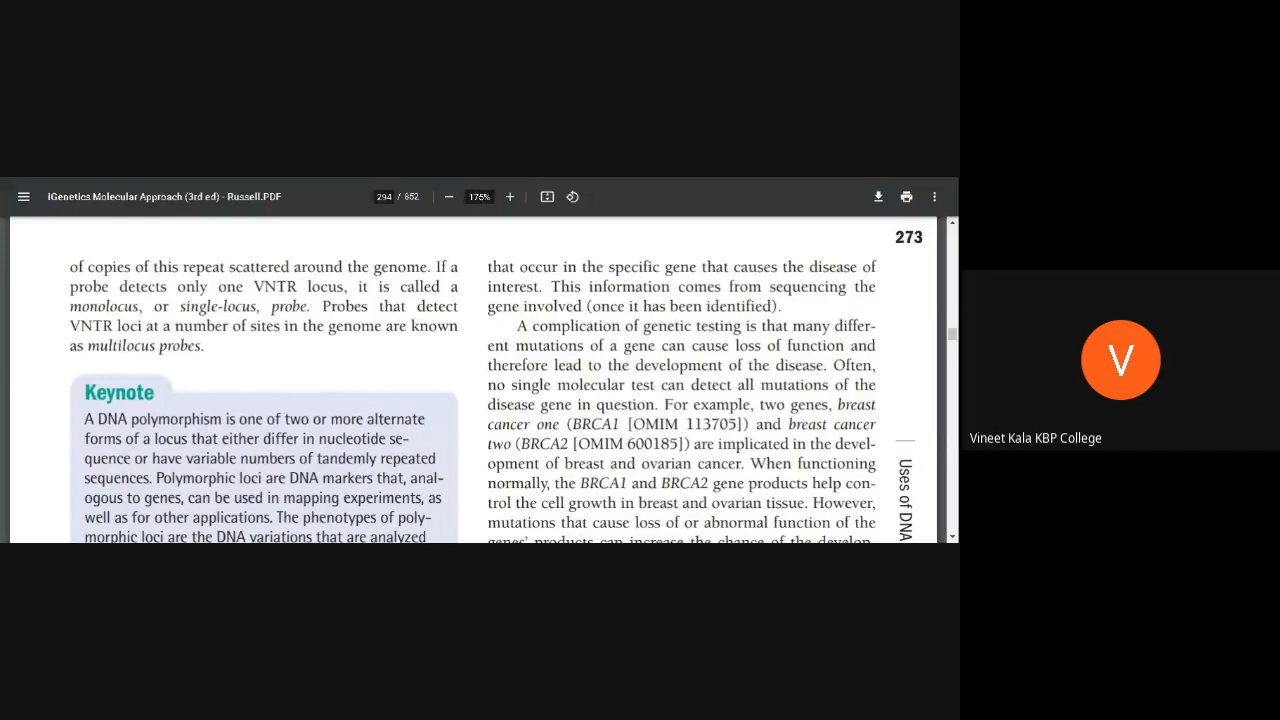 iGenetics Molecular Approach (3rd ed) - Russell.PDF
294 / 852
175%
273
of copies of this repeat scattered around the genome. If a
probe detects only one VNTR locus, it is called a
monolocus, or single-locus, probe. Probes that detect
VNTR loci at a number of sites in the genome are known
as multilocus probes.
Keynote
A DNA polymorphism is one of two or more alternate
forms of a locus that either differ in nucleotide se-
quence or have variable numbers of tandemly repeated
sequences. Polymorphic loci are DNA markers that, anal-
ogous to genes, can be used in mapping experiments, as
well as for other applications. The phenotypes of poly-
morphic loci are the DNA variations that are analyzed
that occur in the specific gene that causes the disease of
interest. This information comes from sequencing the
gene involved (once it has been identified).
A complication of genetic testing is that many differ-
ent mutations of a gene can cause loss of function and
therefore lead to the development of the disease. Often,
no single molecular test can detect all mutations of the
disease gene in question. For example, two genes, breast
cancer one (BRCA1 [OMIM 113705]) and breast cancer
two (BRCA2 [OMIM 600185]) are implicated in the devel-
opment of breast and ovarian cancer. When functioning
normally, the BRCA1 and BRCA2 gene products help con-
trol the cell growth in breast and ovarian tissue. However,
mutations that cause loss of or abnormal function of the
genes' products can increase the chance of the develop-
Uses of DNA
V
Vineet Kala KBP College